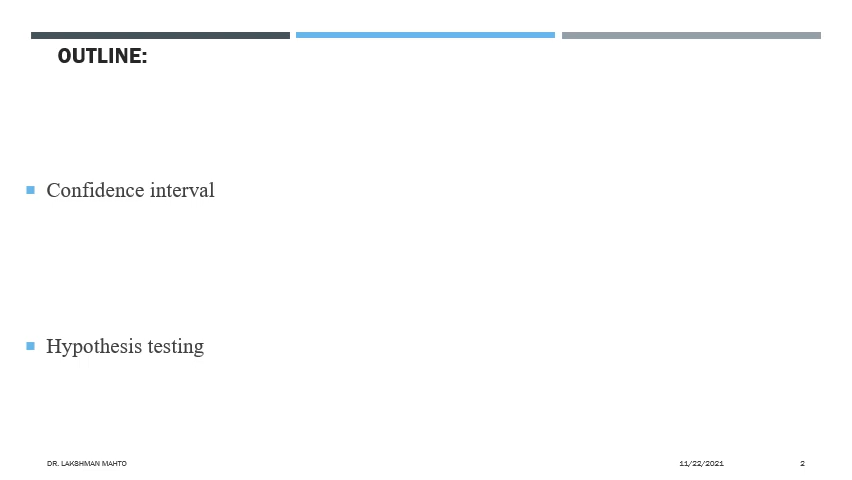 OUTLINE:
Confidence interval
Hypothesis testing
DR. LAKSHMAN MAHTO
11/22/2021
2